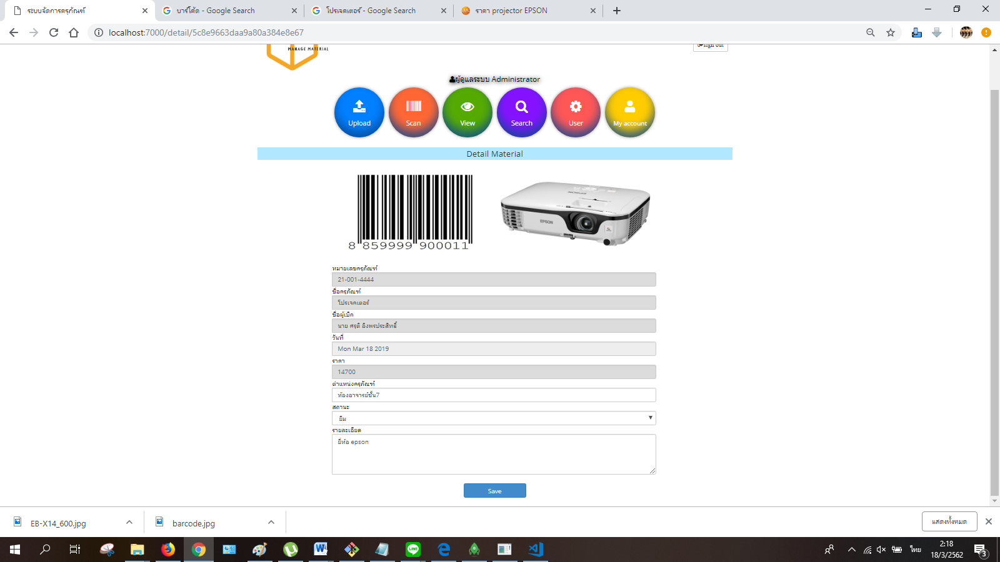 ระบบจัดการครุภัณฑ์
บาร์โค้ด - Google Search
โปรเจคเตอร์ - Google Search
ราคา projector EPSON
localhost:7000/detail/5c8e9663daa9a80a384e8e67
MANAGE MATERIAL
sign out
ผู้ดูแลระบบ Administrator
Upload
Scan
View
Search
User
My account
Detail Material
8 859999 900011
EPSON
หมายเลขครุภัณฑ์
21-001-4444
ชื่อครุภัณฑ์
โปรเจคเตอร์
ชื่อผู้เบิก
นาย ศรุติ อิงพรประสิทธิ์
วันที่
Mon Mar 18 2019
ราคา
14700
ตำแหน่งครุภัณฑ์
ห้องอาจารย์ชั้น7
สถานะ
ยืม
รายละเอียด
ยี่ห้อ epson
Save
EB-X14_600.jpg
barcode.jpg
แสดงทั้งหมด
ไทย
2:18
18/3/2562
3